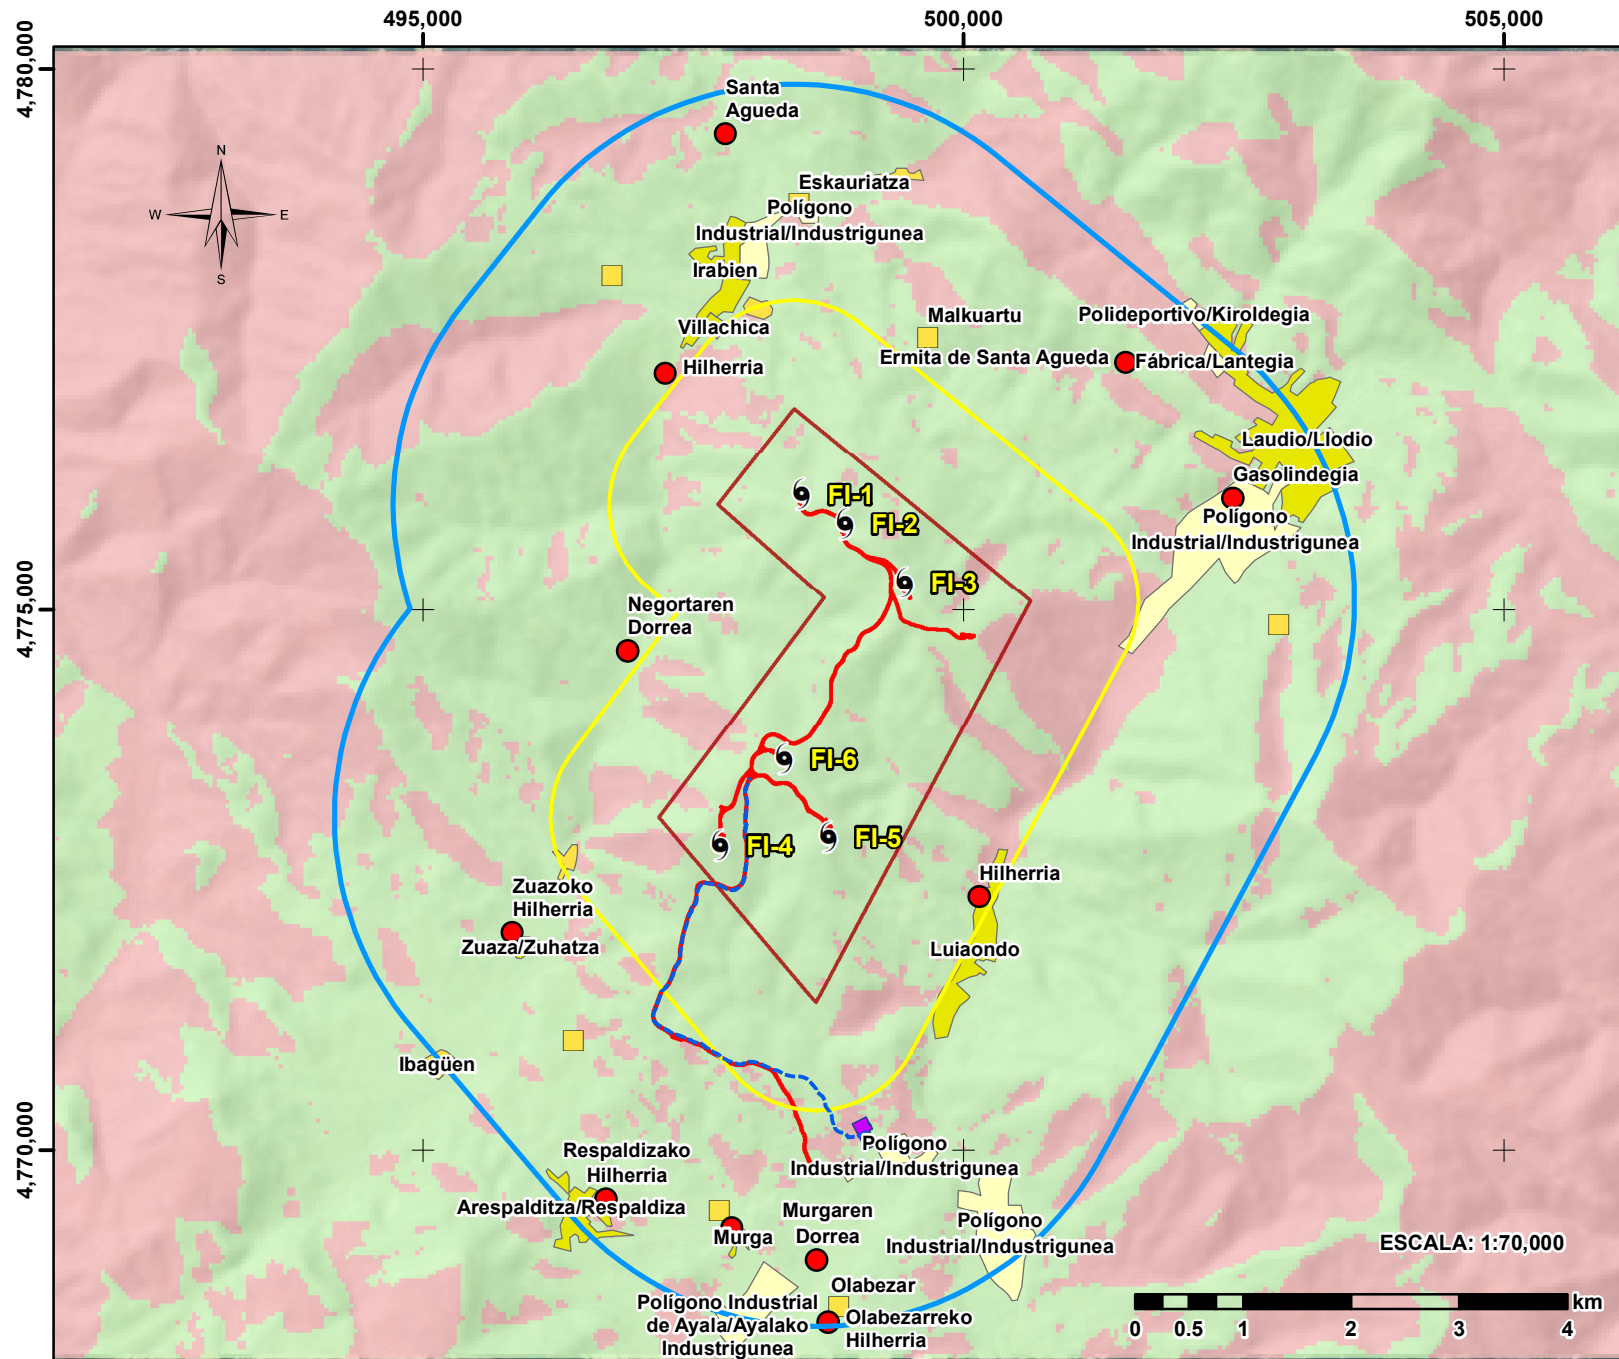 495,000
500,000
505,000
4,780,000
4,775,000
4,770,000
N
W
E
S
Santa
Agueda
Eskauriatza
Polígono
Industrial/Industrigunea
Irabien
Villachica
Hilherria
Malkuartu
Ermita de Santa Agueda
Polideportivo/Kiroldegia
Fábrica/Lantegia
Laudio/Llodio
Gasolindegia
Polígono
Industrial/Industrigunea
FI-1
FI-2
FI-3
Negortaren
Dorrea
FI-6
FI-4
FI-5
Zuazoko
Hilherria
Zuaza/Zuhatza
Hilherria
Luiaondo
Ibagüen
Polígono
Industrial/Industrigunea
Respaldizako
Hilherria
Arespalditza/Respaldiza
Murga
Murgaren
Dorrea
Polígono
Industrial/Industrigunea
Olabezar
Polígono Industrial
de Ayala/Ayalako
Industrigunea
Olabezarreko
Hilherria
ESCALA: 1:70,000
km
0 0.5 1 2 3 4